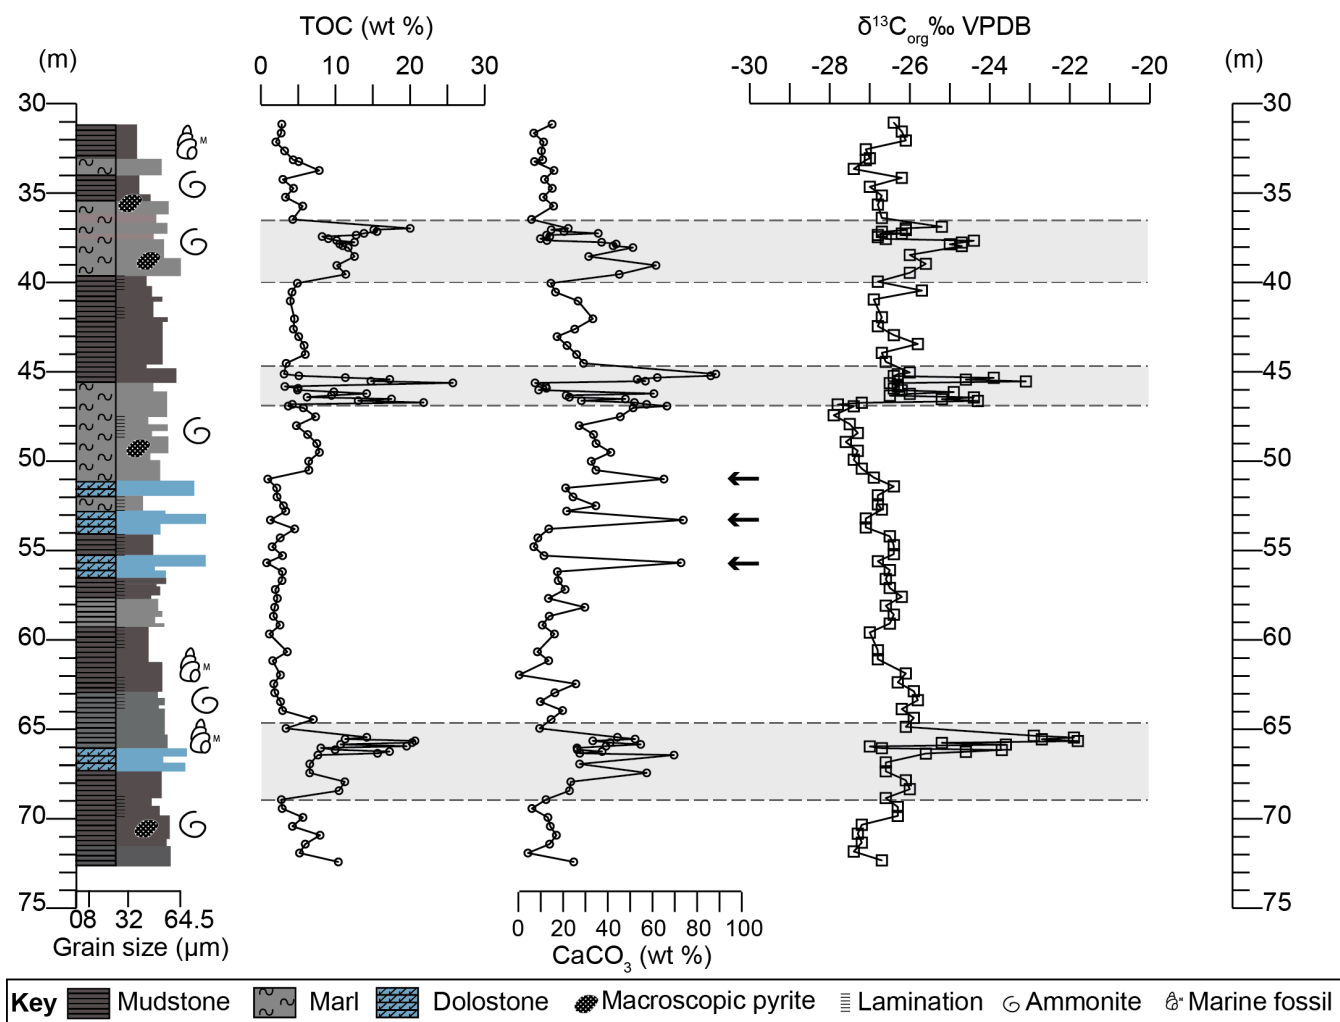 TOC (wt %)
δ¹³Corg‰ VPDB
(m)
(m)
0 10 20 30
-30 -28 -26 -24 -22 -20
30
35
40
45
50
55
60
65
70
75
M
M
M
30
35
40
45
50
55
60
65
70
75
08 32 64.5
Grain size (µm)
0 20 40 60 80 100
CaCO₃ (wt %)
Key Mudstone Marl Dolostone Macroscopic pyrite Lamination Ammonite Marine fossil